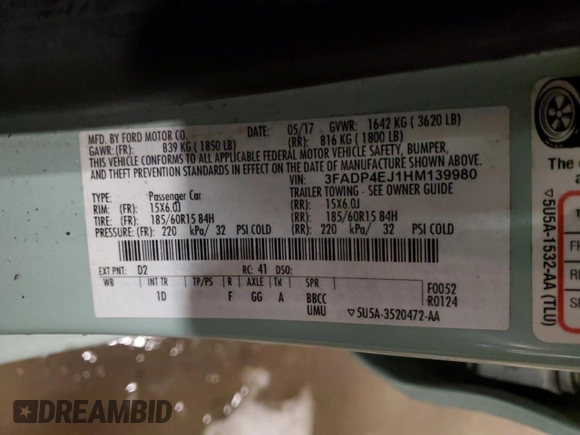 MFD. BY FORD MOTOR CO. DATE: 05/17 GVWR: 1642 KG ( 3620 LB)
GAWR: (FR): 839 KG ( 1850 LB) (RR): 816 KG ( 1800 LB)
THIS VEHICLE CONFORMS TO ALL APPLICABLE FEDERAL MOTOR VEHICLE SAFETY, BUMPER,
AND THEFT PREVENTION STANDARDS IN EFFECT ON THE DATE OF MANUFACTURE SHOWN ABOVE.
VIN: 3FADP4EJ1HM139980
TYPE: Passenger Car TRAILER TOWING - SEE OWNER GUIDE
RIM: (FR): 15X6.0J (RR): 15X6.0J
TIRES: (FR): 185/60R15 84H (RR): 185/60R15 84H
PRESSURE: (FR): 220 kPa/ 32 PSI COLD (RR): 220 kPa/ 32 PSI COLD
EXT PNT: D2 RC: 41 DSO:
WB INT TR TP/PS R AXLE TR SPR
1D F GG A BBCC
UMU
F0052
R0124
▽5U5A-3520472-AA
▽5U5A-1532-AA (TLU)
The
DREAMBID